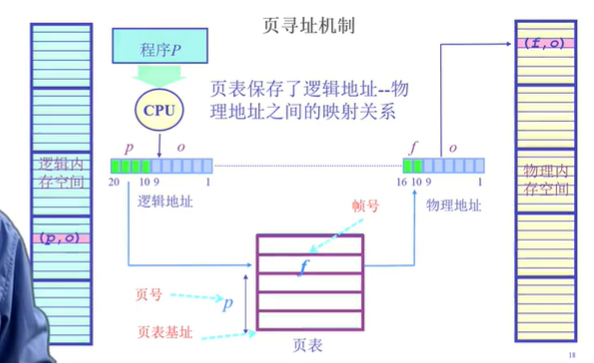 页寻址机制
程序P
CPU
页表保存了逻辑地址--物
理地址之间的映射关系
(f,o)
p o
f o
逻辑内
存空间
物理内
存空间
20 10 9 1
16 10 9 1
逻辑地址
物理地址
帧号
(p,o)
f
页号
p
页表基址
页表
18